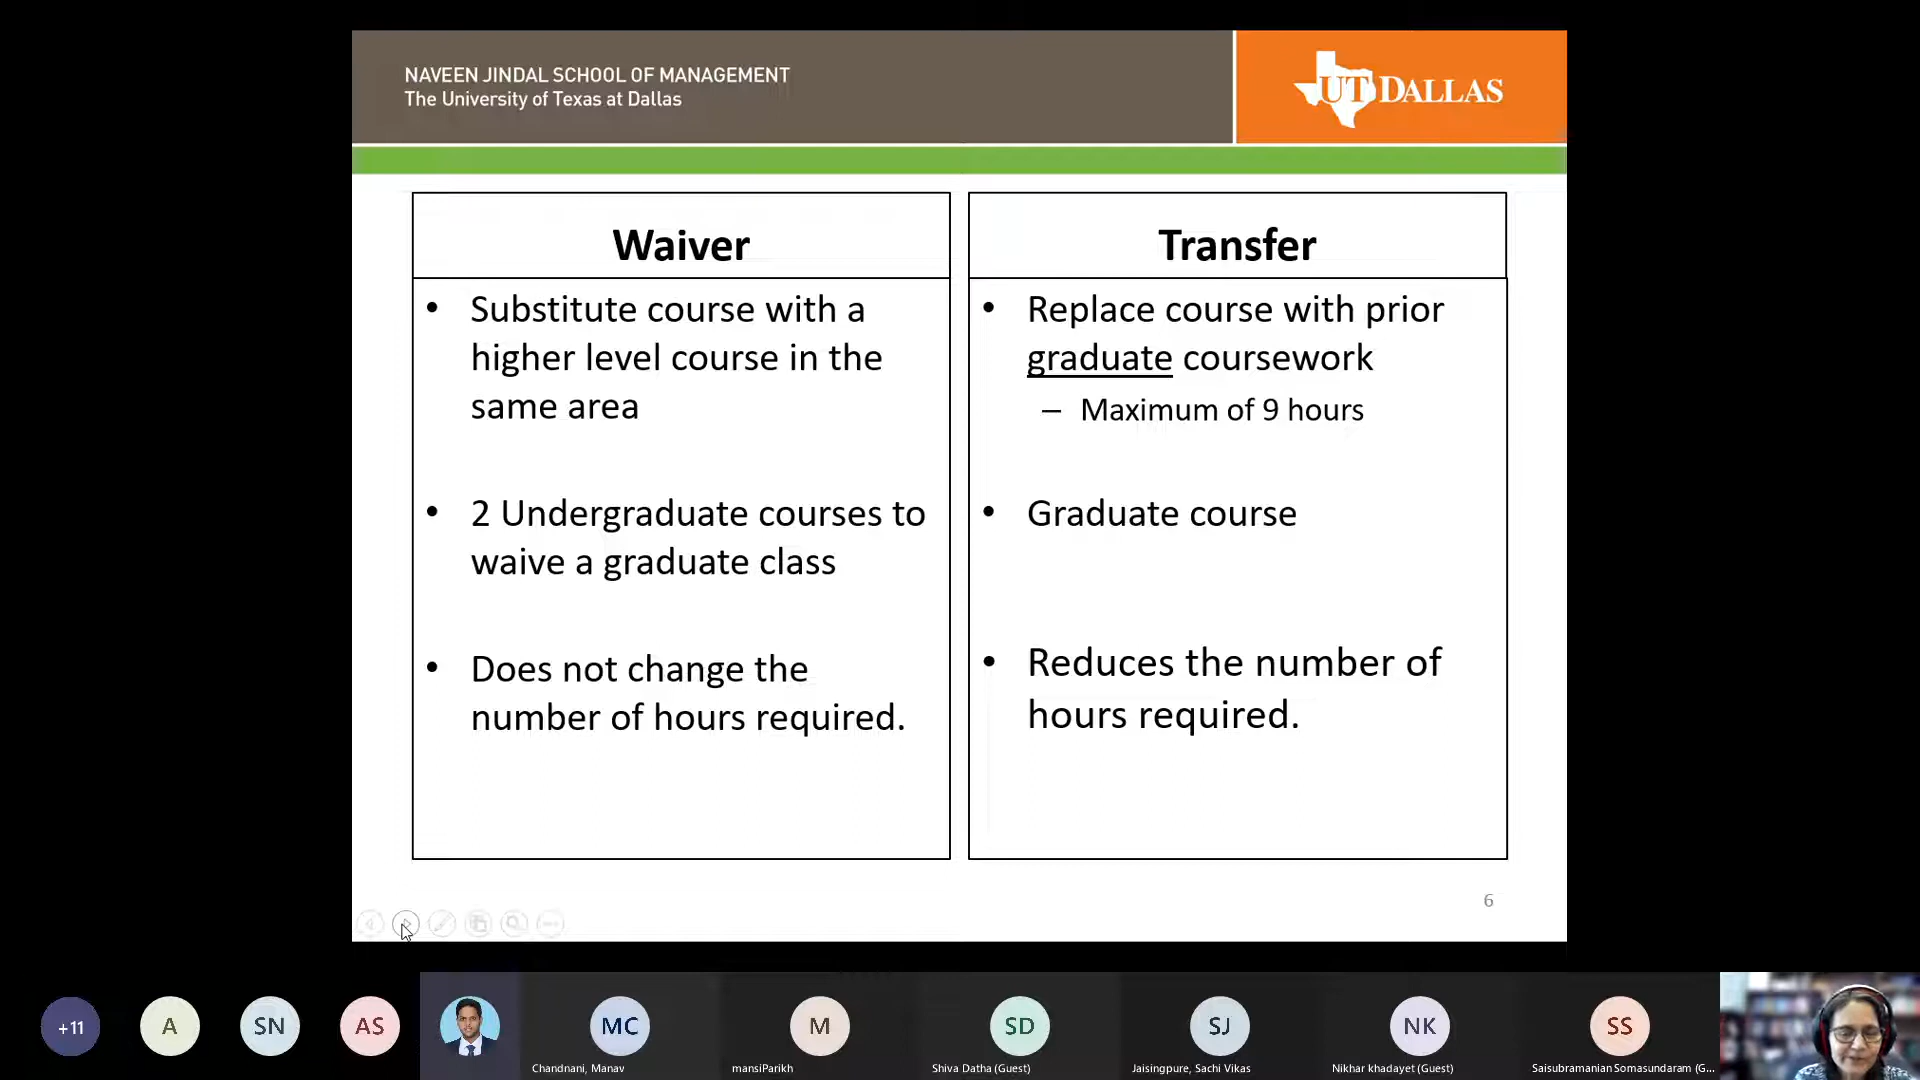 NAVEEN JINDAL SCHOOL OF MANAGEMENT
The University of Texas at Dallas
UT DALLAS
Waiver
• Substitute course with a
higher level course in the
same area
• 2 Undergraduate courses to
waive a graduate class
• Does not change the
number of hours required.
Transfer
• Replace course with prior
graduate coursework
– Maximum of 9 hours
• Graduate course
• Reduces the number of
hours required.
6
+11
A
SN
AS
MC
Chandnani, Manav
M
mansiParikh
SD
Shiva Datha (Guest)
SJ
Jaisingpure, Sachi Vikas
NK
Nikhar khadayet (Guest)
SS
Saisubramanian Somasundaram (G...